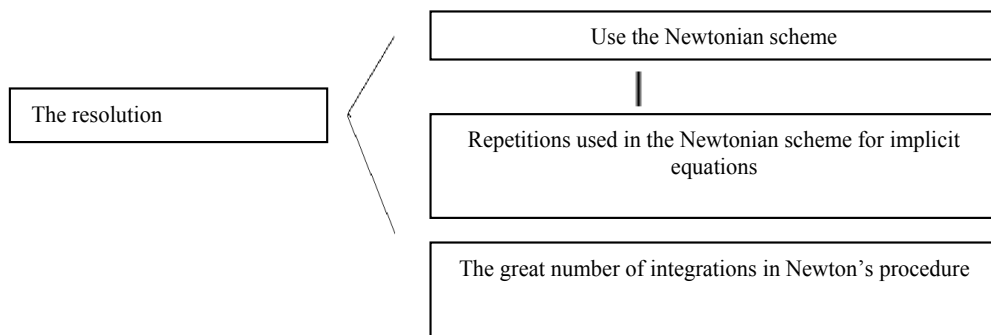 Use the Newtonian scheme
The resolution
Repetitions used in the Newtonian scheme for implicit
equations
The great number of integrations in Newton’s procedure